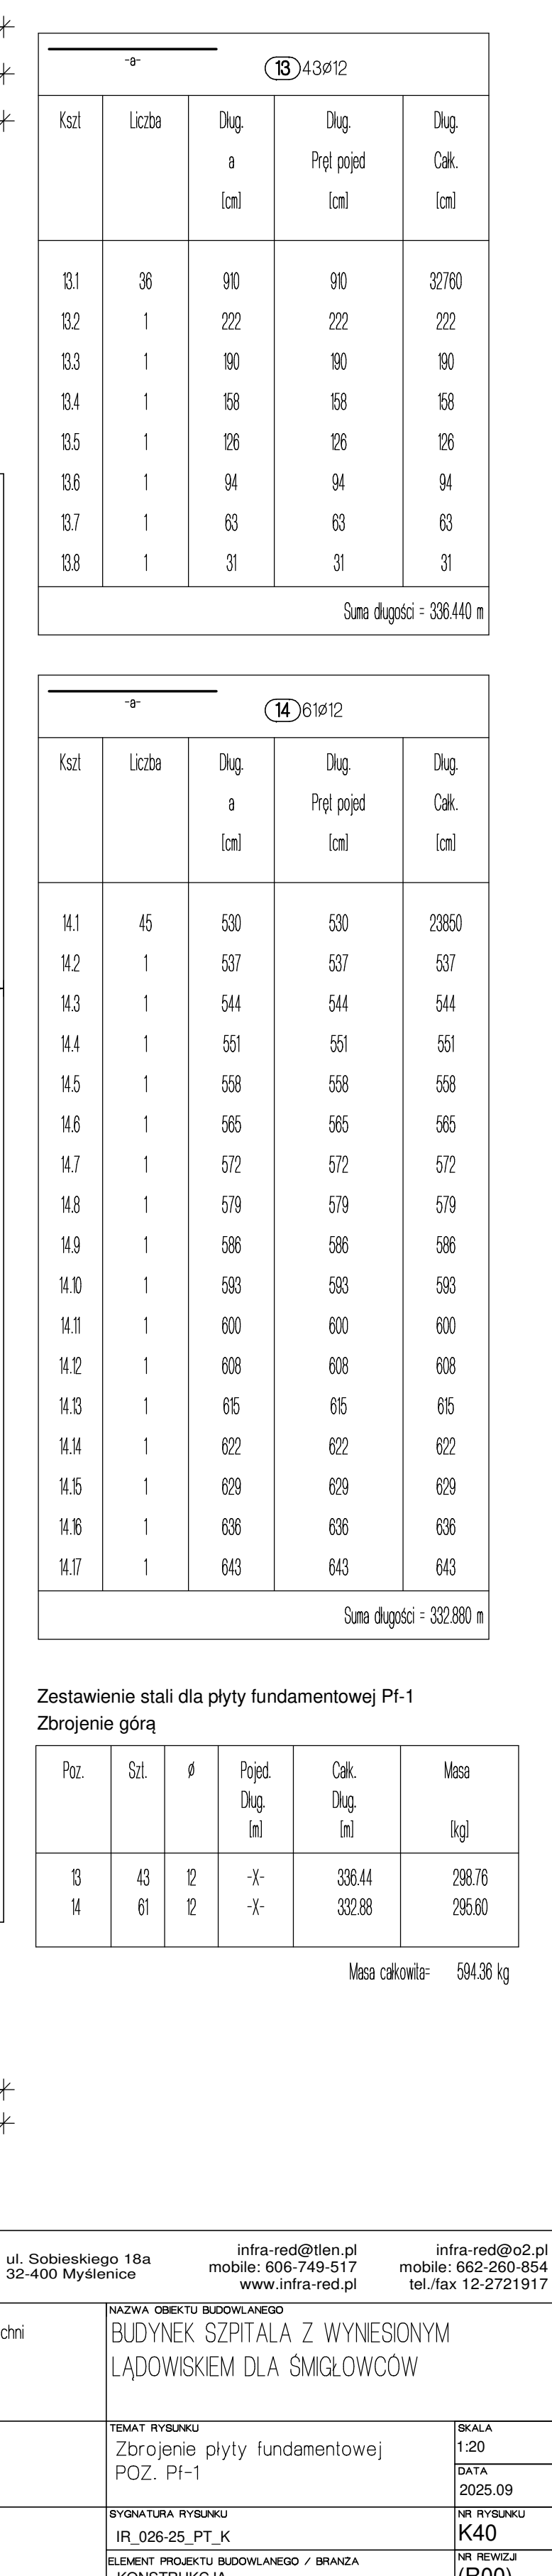 -a- 13 43ø12
Kszt Liczba Dług. Dług. Dług.
a Pręt pojed Całk.
[cm] [cm] [cm]
13.1 36 910 910 32760
13.2 1 222 222 222
13.3 1 190 190 190
13.4 1 158 158 158
13.5 1 126 126 126
13.6 1 94 94 94
13.7 1 63 63 63
13.8 1 31 31 31
Suma długości = 336.440 m
-a- 14 61ø12
Kszt Liczba Dług. Dług. Dług.
a Pręt pojed Całk.
[cm] [cm] [cm]
14.1 45 530 530 23850
14.2 1 537 537 537
14.3 1 544 544 544
14.4 1 551 551 551
14.5 1 558 558 558
14.6 1 565 565 565
14.7 1 572 572 572
14.8 1 579 579 579
14.9 1 586 586 586
14.10 1 593 593 593
14.11 1 600 600 600
14.12 1 608 608 608
14.13 1 615 615 615
14.14 1 622 622 622
14.15 1 629 629 629
14.16 1 636 636 636
14.17 1 643 643 643
Suma długości = 332.880 m
Zestawienie stali dla płyty fundamentowej Pf-1
Zbrojenie górą
Poz. Szt. ø Pojed. Całk. Masa
Dług. Dług.
[m] [m] [kg]
13 43 12 -X- 336.44 298.76
14 61 12 -X- 332.88 295.60
Masa całkowita= 594.36 kg
ul. Sobieskiego 18a
32-400 Myślenice
infra-red@tlen.pl
mobile: 606-749-517
www.infra-red.pl
infra-red@o2.pl
mobile: 662-260-854
tel./fax 12-2721917
chni
NAZWA OBIEKTU BUDOWLANEGO
BUDYNEK SZPITALA Z WYNIESIONYM
LĄDOWISKIEM DLA ŚMIGŁOWCÓW
TEMAT RYSUNKU
Zbrojenie płyty fundamentowej
POZ. Pf-1
SKALA
1:20
DATA
2025.09
SYGNATURA RYSUNKU
IR_026-25_PT_K
NR RYSUNKU
K40
ELEMENT PROJEKTU BUDOWLANEGO / BRANŻA
KONSTRUKCJA
NR REWIZJI
(R00)